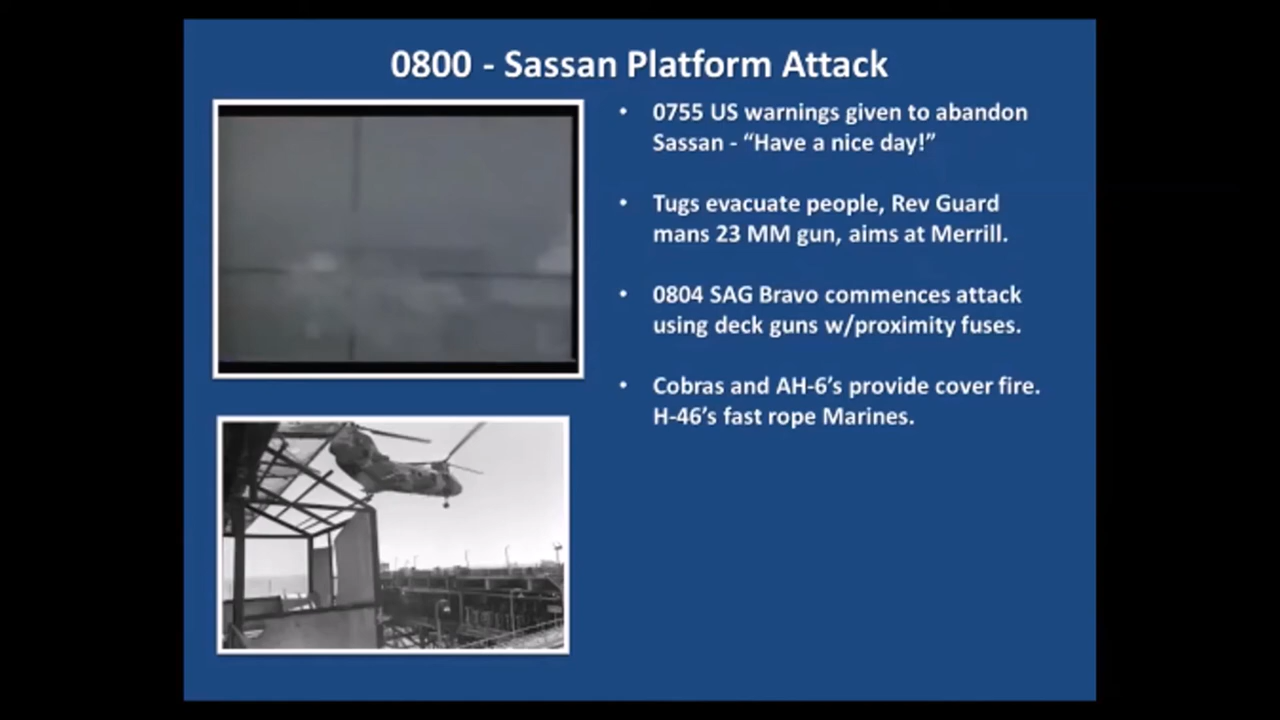 0800 - Sassan Platform Attack
• 0755 US warnings given to abandon
Sassan - “Have a nice day!”
• Tugs evacuate people, Rev Guard
mans 23 MM gun, aims at Merrill.
• 0804 SAG Bravo commences attack
using deck guns w/proximity fuses.
• Cobras and AH-6’s provide cover fire.
H-46’s fast rope Marines.